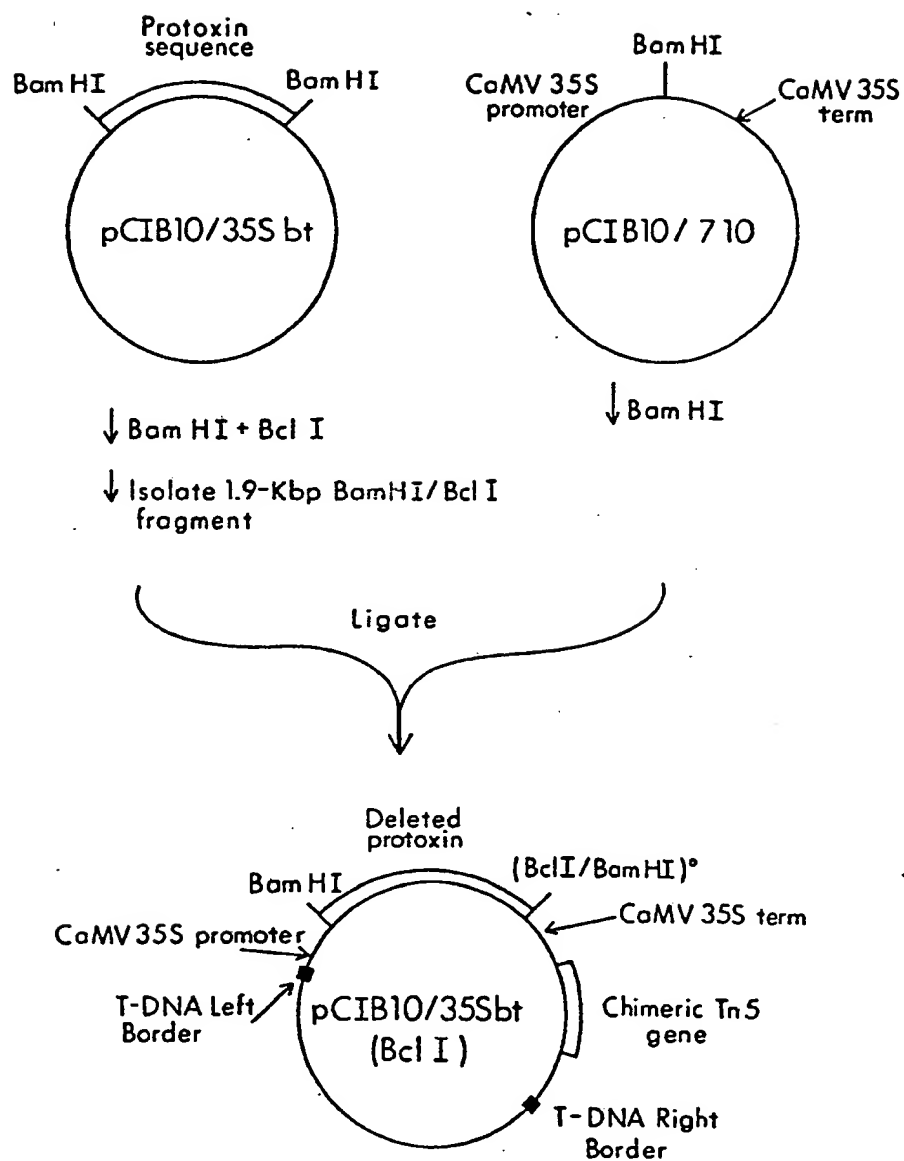 Protoxin
sequence
Bam HI
Bam HI
pCIB10/35S bt
Bam HI
CaMV 35S
promoter
CaMV 35S
term
pCIB10/ 710
↓ Bam HI + Bcl I
↓ Isolate 1.9-Kbp BamHI/Bcl I
fragment
↓ Bam HI
Ligate
Deleted
protoxin
Bam HI
(BclI/BamHI)°
CaMV 35S promoter
CaMV 35S term
T-DNA Left
Border
pCIB10/35Sbt
(Bcl I)
Chimeric Tn5
gene
T-DNA Right
Border